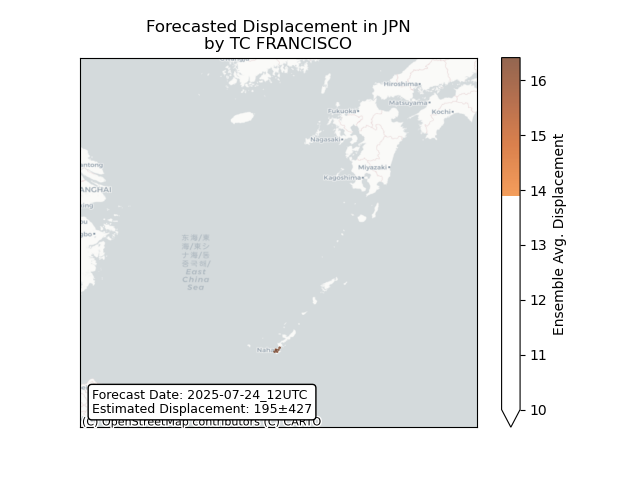 Forecasted Displacement in JPN
by TC FRANCISCO
Hiroshima
Matsuyama
Fukuoka
Kochi
Nagasaki
Miyazaki
Kagoshima
ANGHAI
East
China
Sea
Naha
Forecast Date: 2025-07-24_12UTC
Estimated Displacement: 195±427
(C) OpenStreetMap contributors (C) CARTO
16
15
14
13
12
11
10
Ensemble Avg. Displacement